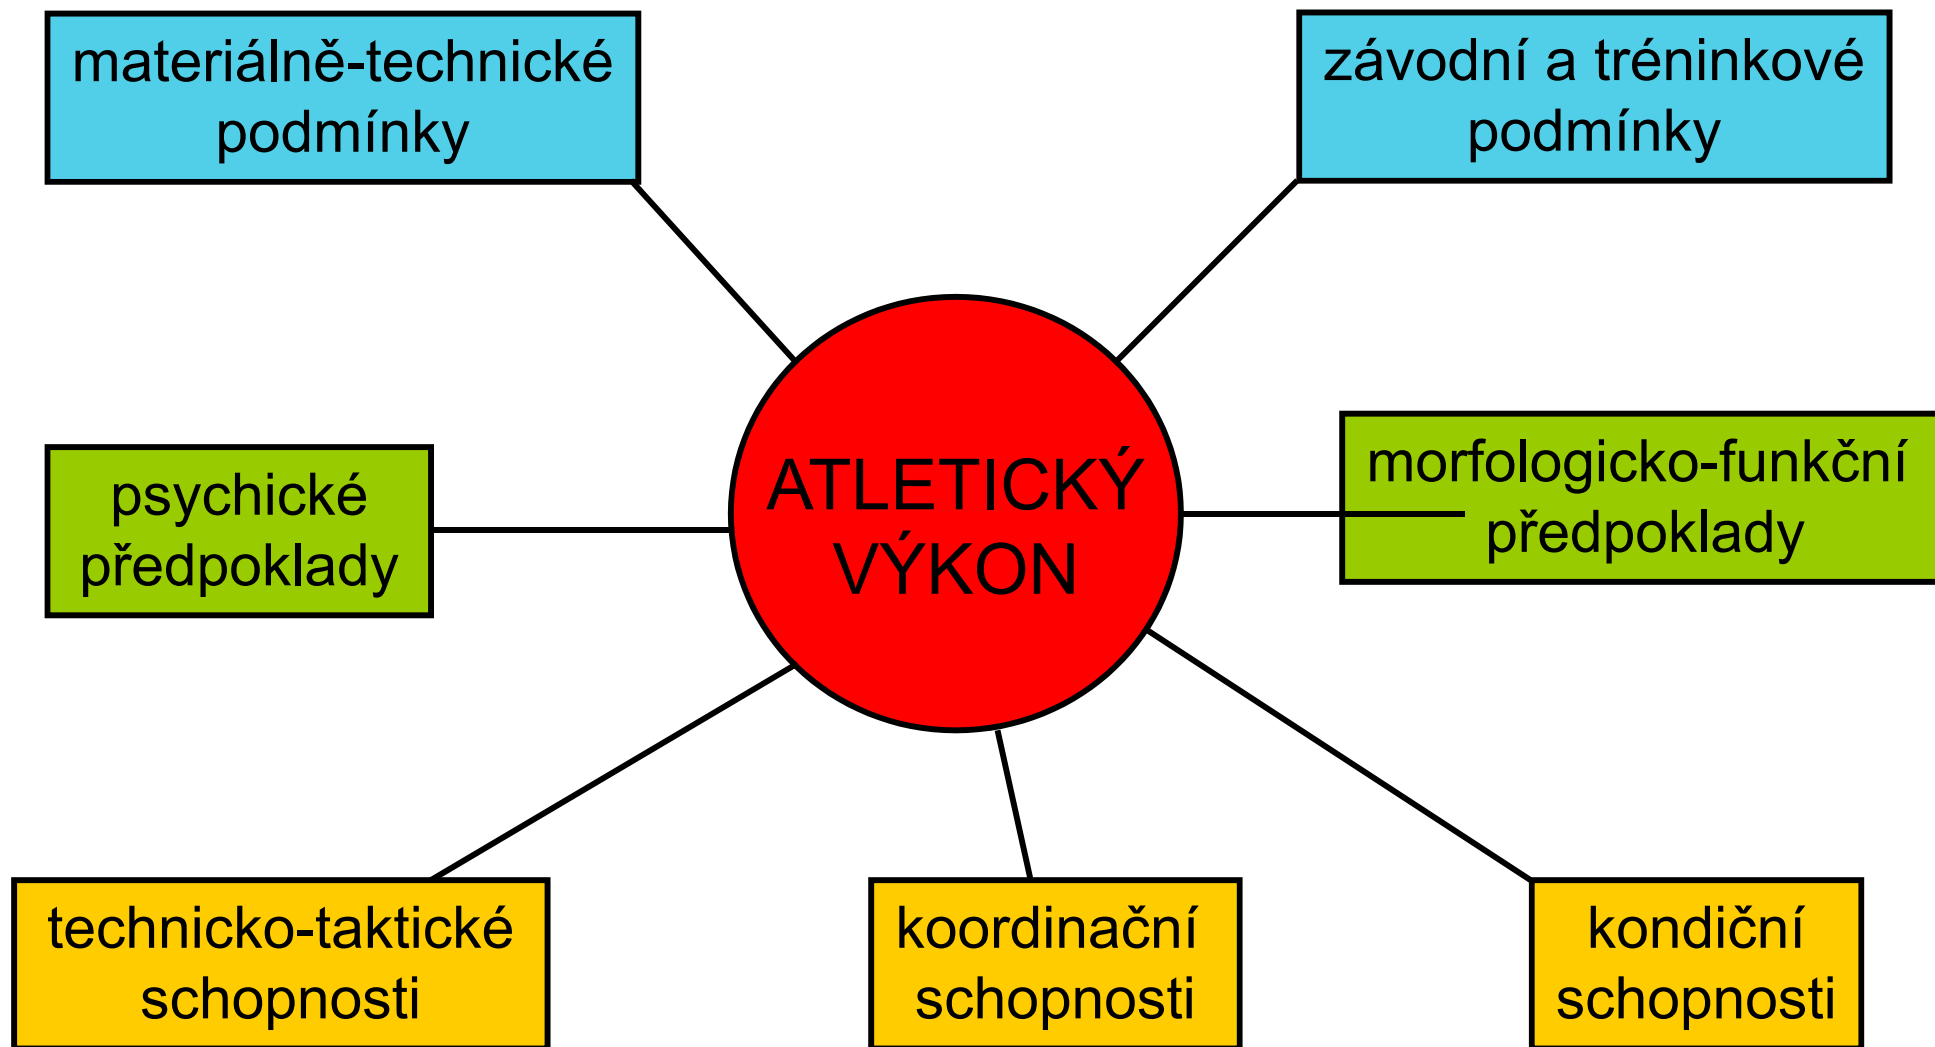 materiálně-technické
podmínky
závodní a tréninkové
podmínky
psychické
předpoklady
ATLETICKÝ
VÝKON
morfologicko-funkční
předpoklady
technicko-taktické
schopnosti
koordinační
schopnosti
kondiční
schopnosti